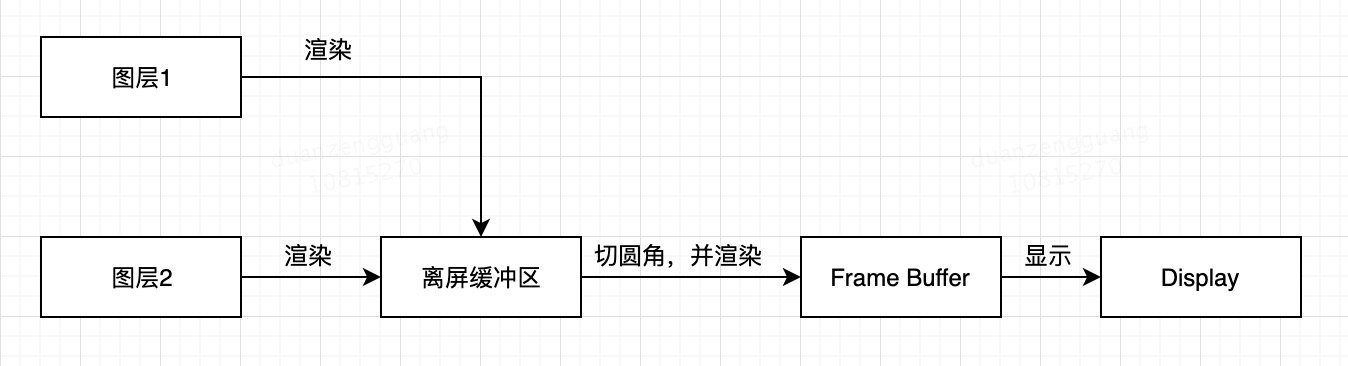 渲染
图层1
duanzengguang
10815270
duanzengguang
10815270
渲染
切圆角，并渲染
显示
图层2
离屏缓冲区
Frame Buffer
Display